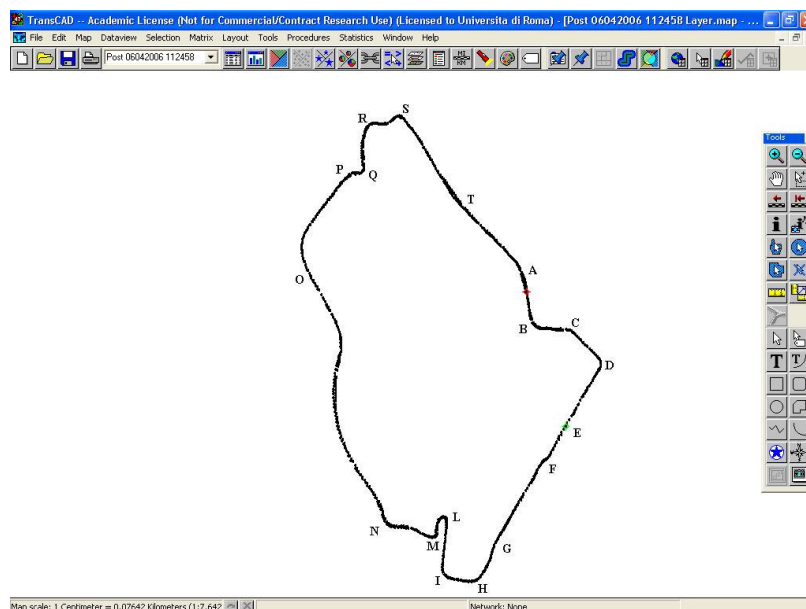 TransCAD -- Academic License (Not for Commercial/Contract Research Use) (Licensed to Universita di Roma) - [Post 06042006 112458 Layer.map - ...
File Edit Map Dataview Selection Matrix Layout Tools Procedures Statistics Window Help
Post 06042006 112458
S
R
P
Q
T
Tools
A
O
B
C
D
E
F
L
N
M
G
I
H
Map scale: 1 Centimeter = 0.07642 Kilometers (1:7,642
Network: None